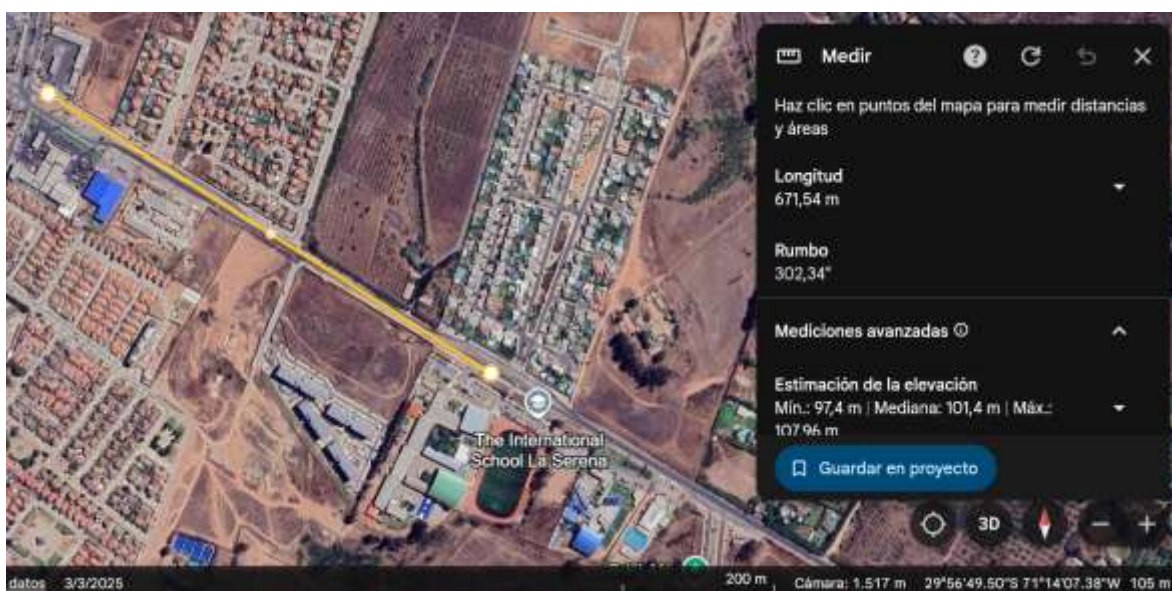 Medir
Haz clic en puntos del mapa para medir distancias
y áreas
Longitud
671,54 m
Rumbo
302,34°
Mediciones avanzadas
Estimación de la elevación
Mín.: 97,4 m | Mediana: 101,4 m | Máx.:
107,96 m
Guardar en proyecto
The International
School La Serena
3D
datos 3/3/2025 200 m Cámara: 1.517 m 29°56'49.50"S 71°14'07.38"W 105 m